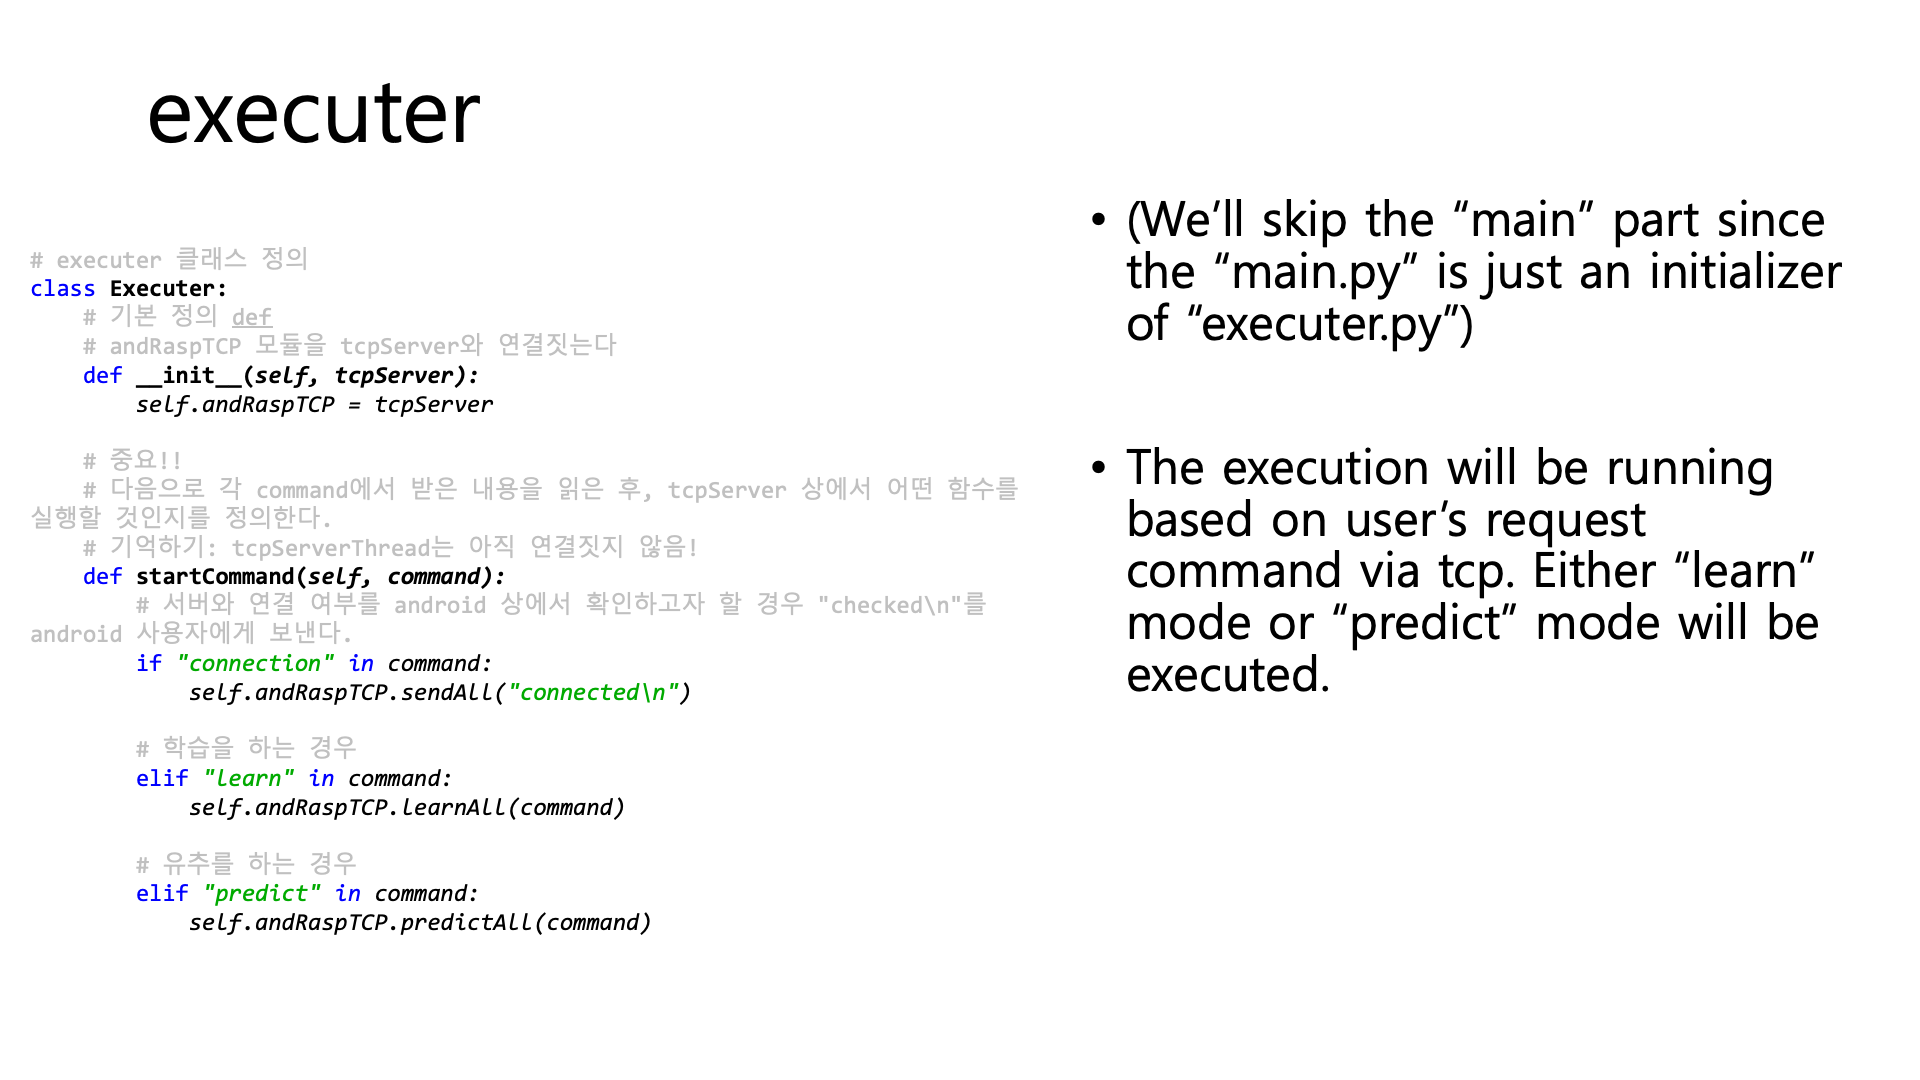 executer
# executer 클래스 정의
class Executer:
    # 기본 정의 def
    # andRaspTCP 모듈을 tcpServer와 연결짓는다
    def __init__(self, tcpServer):
        self.andRaspTCP = tcpServer
    # 중요!!
    # 다음으로 각 command에서 받은 내용을 읽은 후, tcpServer 상에서 어떤 함수를
실행할 것인지를 정의한다.
    # 기억하기: tcpServerThread는 아직 연결짓지 않음!
    def startCommand(self, command):
        # 서버와 연결 여부를 android 상에서 확인하고자 할 경우 "checked\n"를
android 사용자에게 보낸다.
        if "connection" in command:
            self.andRaspTCP.sendAll("connected\n")
        # 학습을 하는 경우
        elif "learn" in command:
            self.andRaspTCP.learnAll(command)
        # 유추를 하는 경우
        elif "predict" in command:
            self.andRaspTCP.predictAll(command)
• (We’ll skip the “main” part since
the “main.py” is just an initializer
of “executer.py”)
• The execution will be running
based on user’s request
command via tcp. Either “learn”
mode or “predict” mode will be
executed.